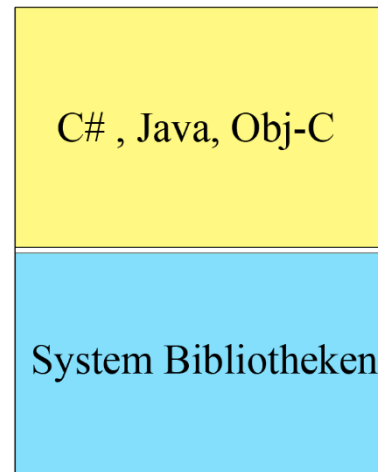 C# , Java, Obj-C
System Bibliotheken